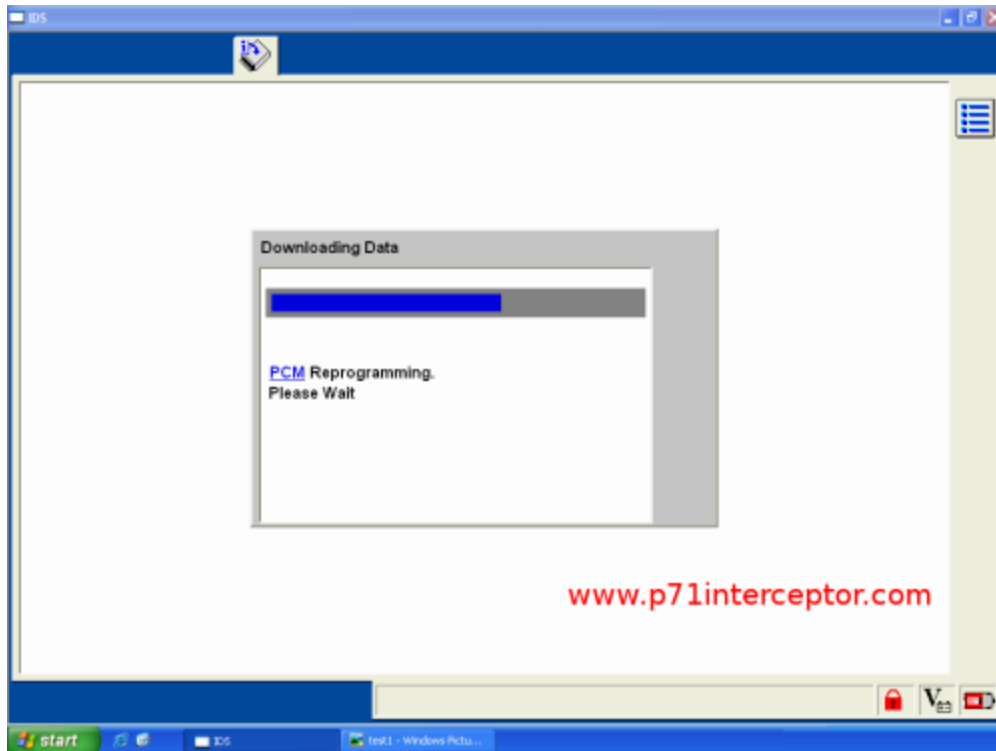 IDS
Downloading Data
PCM Reprogramming.
Please Wait
www.p71interceptor.com
V
start
IDS
test1 - Windows Pictu...